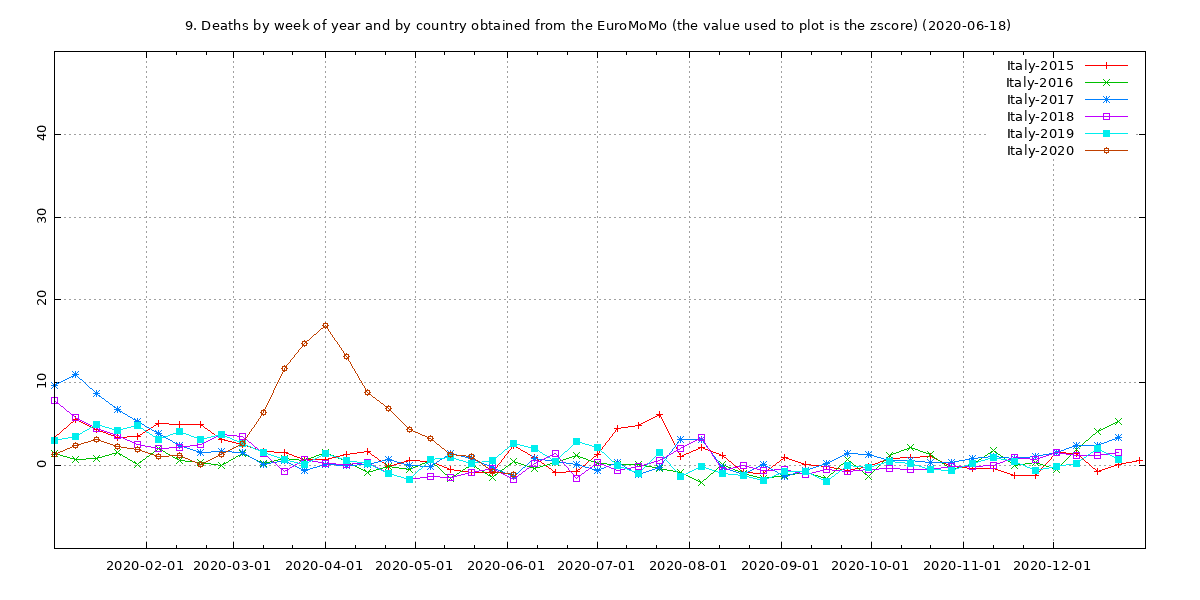 9. Deaths by week of year and by country obtained from the EuroMoMo (the value used to plot is the zscore) (2020-06-18)
Italy-2015
Italy-2016
Italy-2017
Italy-2018
Italy-2019
Italy-2020
40
30
20
10
0
2020-02-01 2020-03-01 2020-04-01 2020-05-01 2020-06-01 2020-07-01 2020-08-01 2020-09-01 2020-10-01 2020-11-01 2020-12-01